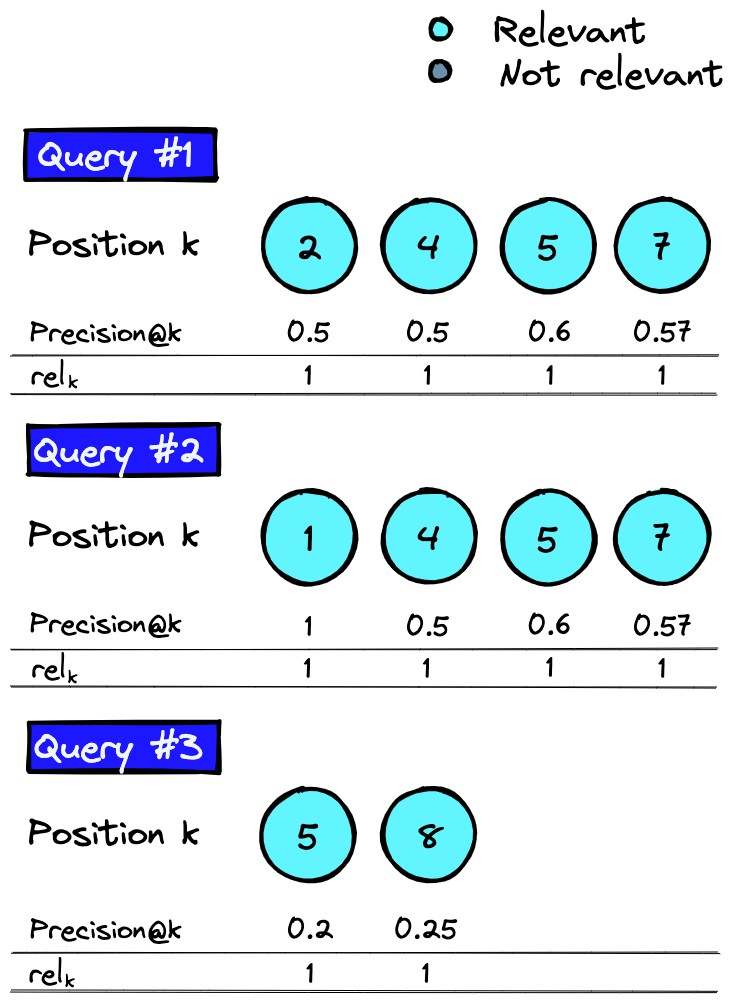 Relevant
Not relevant
Query #1
Position k 2 4 5 7
Precision@k 0.5 0.5 0.6 0.57
relₖ 1 1 1 1
Query #2
Position k 1 4 5 7
Precision@k 1 0.5 0.6 0.57
relₖ 1 1 1 1
Query #3
Position k 5 8
Precision@k 0.2 0.25
relₖ 1 1